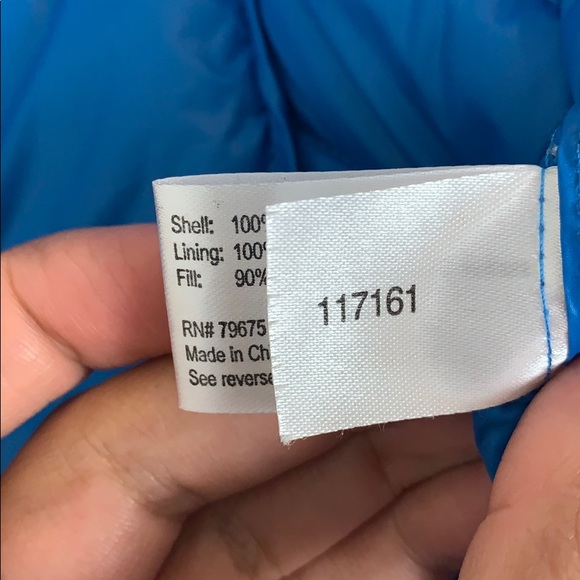 Shell: 100%
Lining: 100%
Fill: 90%
RN# 79675
Made in Ch
See reverse
117161